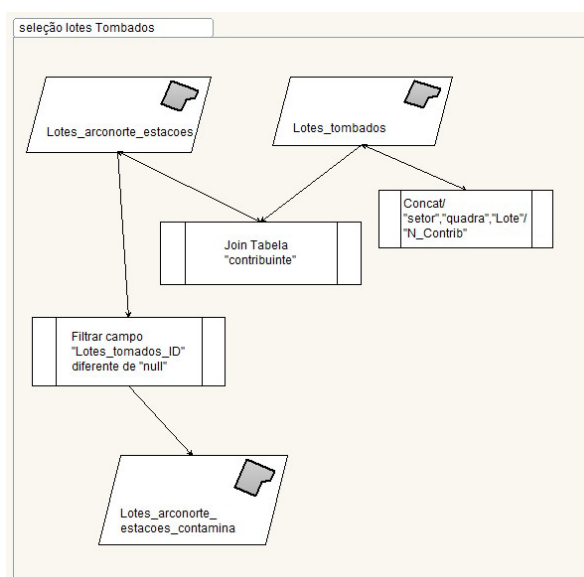 seleção lotes Tombados
Lotes_arconorte_estacoes
Lotes_tombados
Concat/
"setor","quadra","Lote"/
"N_Contrib"
Join Tabela
"contribuinte"
Filtrar campo
"Lotes_tomados_ID"
diferente de "null"
Lotes_arconorte_
estacoes_contamina